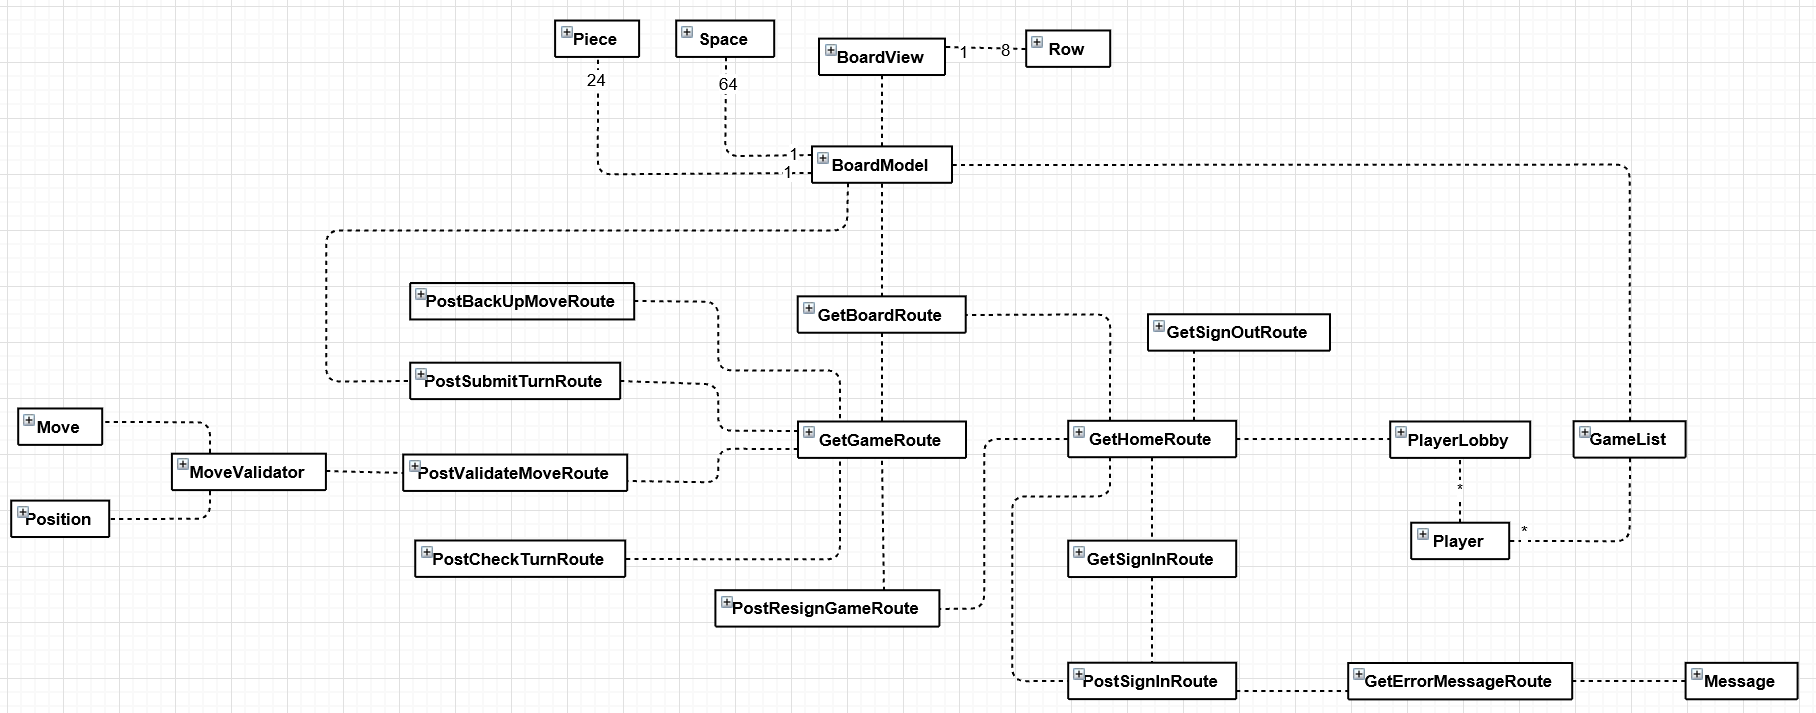 Piece
Space
BoardView
1
8
Row
24
64
1
1
BoardModel
PostBackUpMoveRoute
GetBoardRoute
GetSignOutRoute
PostSubmitTurnRoute
Move
GetGameRoute
GetHomeRoute
PlayerLobby
GameList
MoveValidator
PostValidateMoveRoute
*
Position
*
Player
PostCheckTurnRoute
GetSignInRoute
PostResignGameRoute
PostSignInRoute
GetErrorMessageRoute
Message